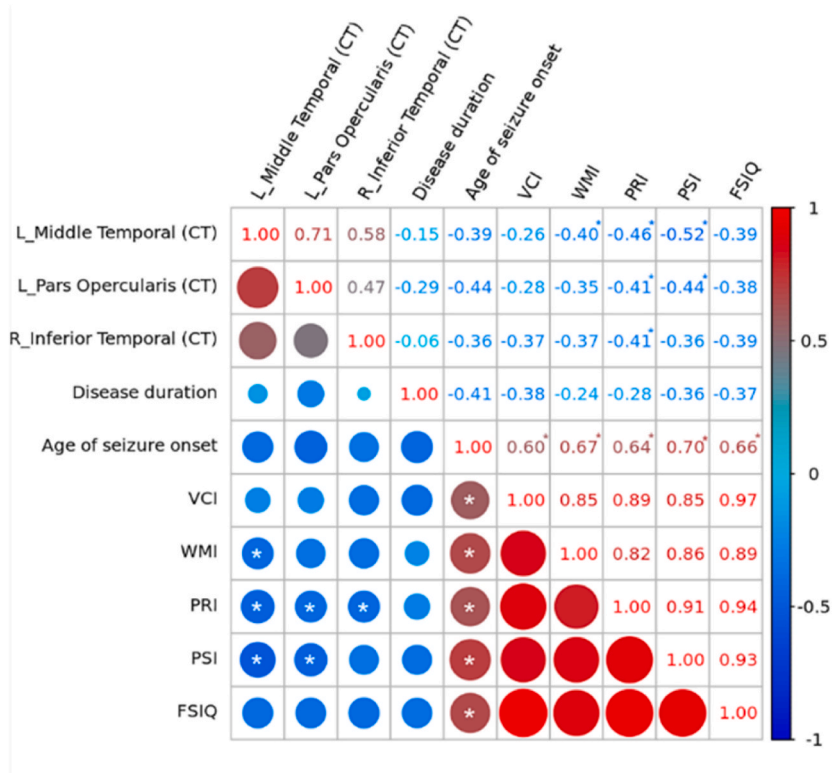 L_Middle Temporal (CT)
L_Pars Opercularis (CT)
R_Inferior Temporal (CT)
Disease duration
Age of seizure onset
VCI
WMI
PRI
PSI
FSIQ
L_Middle Temporal (CT) 1.00 0.71 0.58 -0.15 -0.39 -0.26 -0.40* -0.46* -0.52* -0.39
L_Pars Opercularis (CT) 1.00 0.47 -0.29 -0.44 -0.28 -0.35 -0.41* -0.44* -0.38
R_Inferior Temporal (CT) 1.00 -0.06 -0.36 -0.37 -0.37 -0.41* -0.36 -0.39
Disease duration 1.00 -0.41 -0.38 -0.24 -0.28 -0.36 -0.37
Age of seizure onset 1.00 0.60* 0.67* 0.64* 0.70* 0.66*
VCI * 1.00 0.85 0.89 0.85 0.97
WMI * * 1.00 0.82 0.86 0.89
PRI * * * * 1.00 0.91 0.94
PSI * * * 1.00 0.93
FSIQ * 1.00
1
0.5
0
-0.5
-1